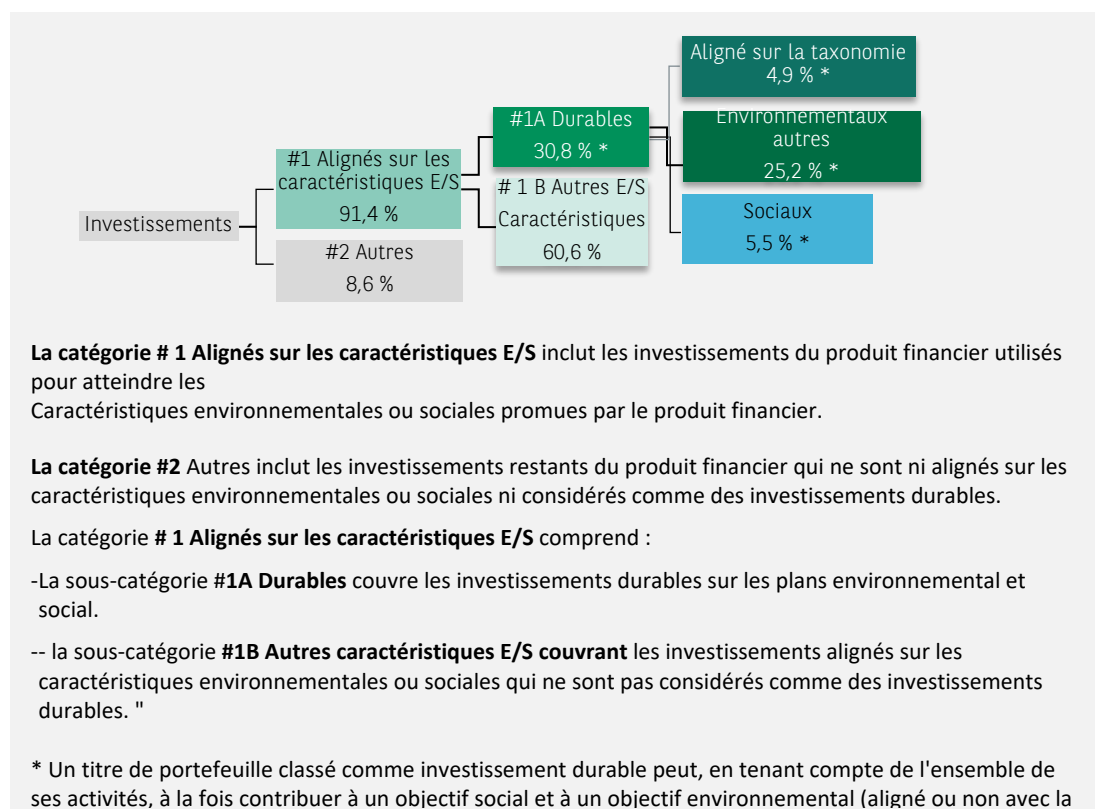 Aligné sur la taxonomie
4,9 % *
#1A Durables
30,8 % *
Environnementaux
autres
25,2 % *
#1 Alignés sur les
caractéristiques E/S
91,4 %
# 1 B Autres E/S
Caractéristiques
60,6 %
Sociaux
5,5 % *
Investissements
#2 Autres
8,6 %
La catégorie # 1 Alignés sur les caractéristiques E/S inclut les investissements du produit financier utilisés
pour atteindre les
Caractéristiques environnementales ou sociales promues par le produit financier.
La catégorie #2 Autres inclut les investissements restants du produit financier qui ne sont ni alignés sur les
caractéristiques environnementales ou sociales ni considérés comme des investissements durables.
La catégorie # 1 Alignés sur les caractéristiques E/S comprend :
-La sous-catégorie #1A Durables couvre les investissements durables sur les plans environnemental et
social.
-- la sous-catégorie #1B Autres caractéristiques E/S couvrant les investissements alignés sur les
caractéristiques environnementales ou sociales qui ne sont pas considérés comme des investissements
durables. "
* Un titre de portefeuille classé comme investissement durable peut, en tenant compte de l'ensemble de
ses activités, à la fois contribuer à un objectif social et à un objectif environnemental (aligné ou non avec la